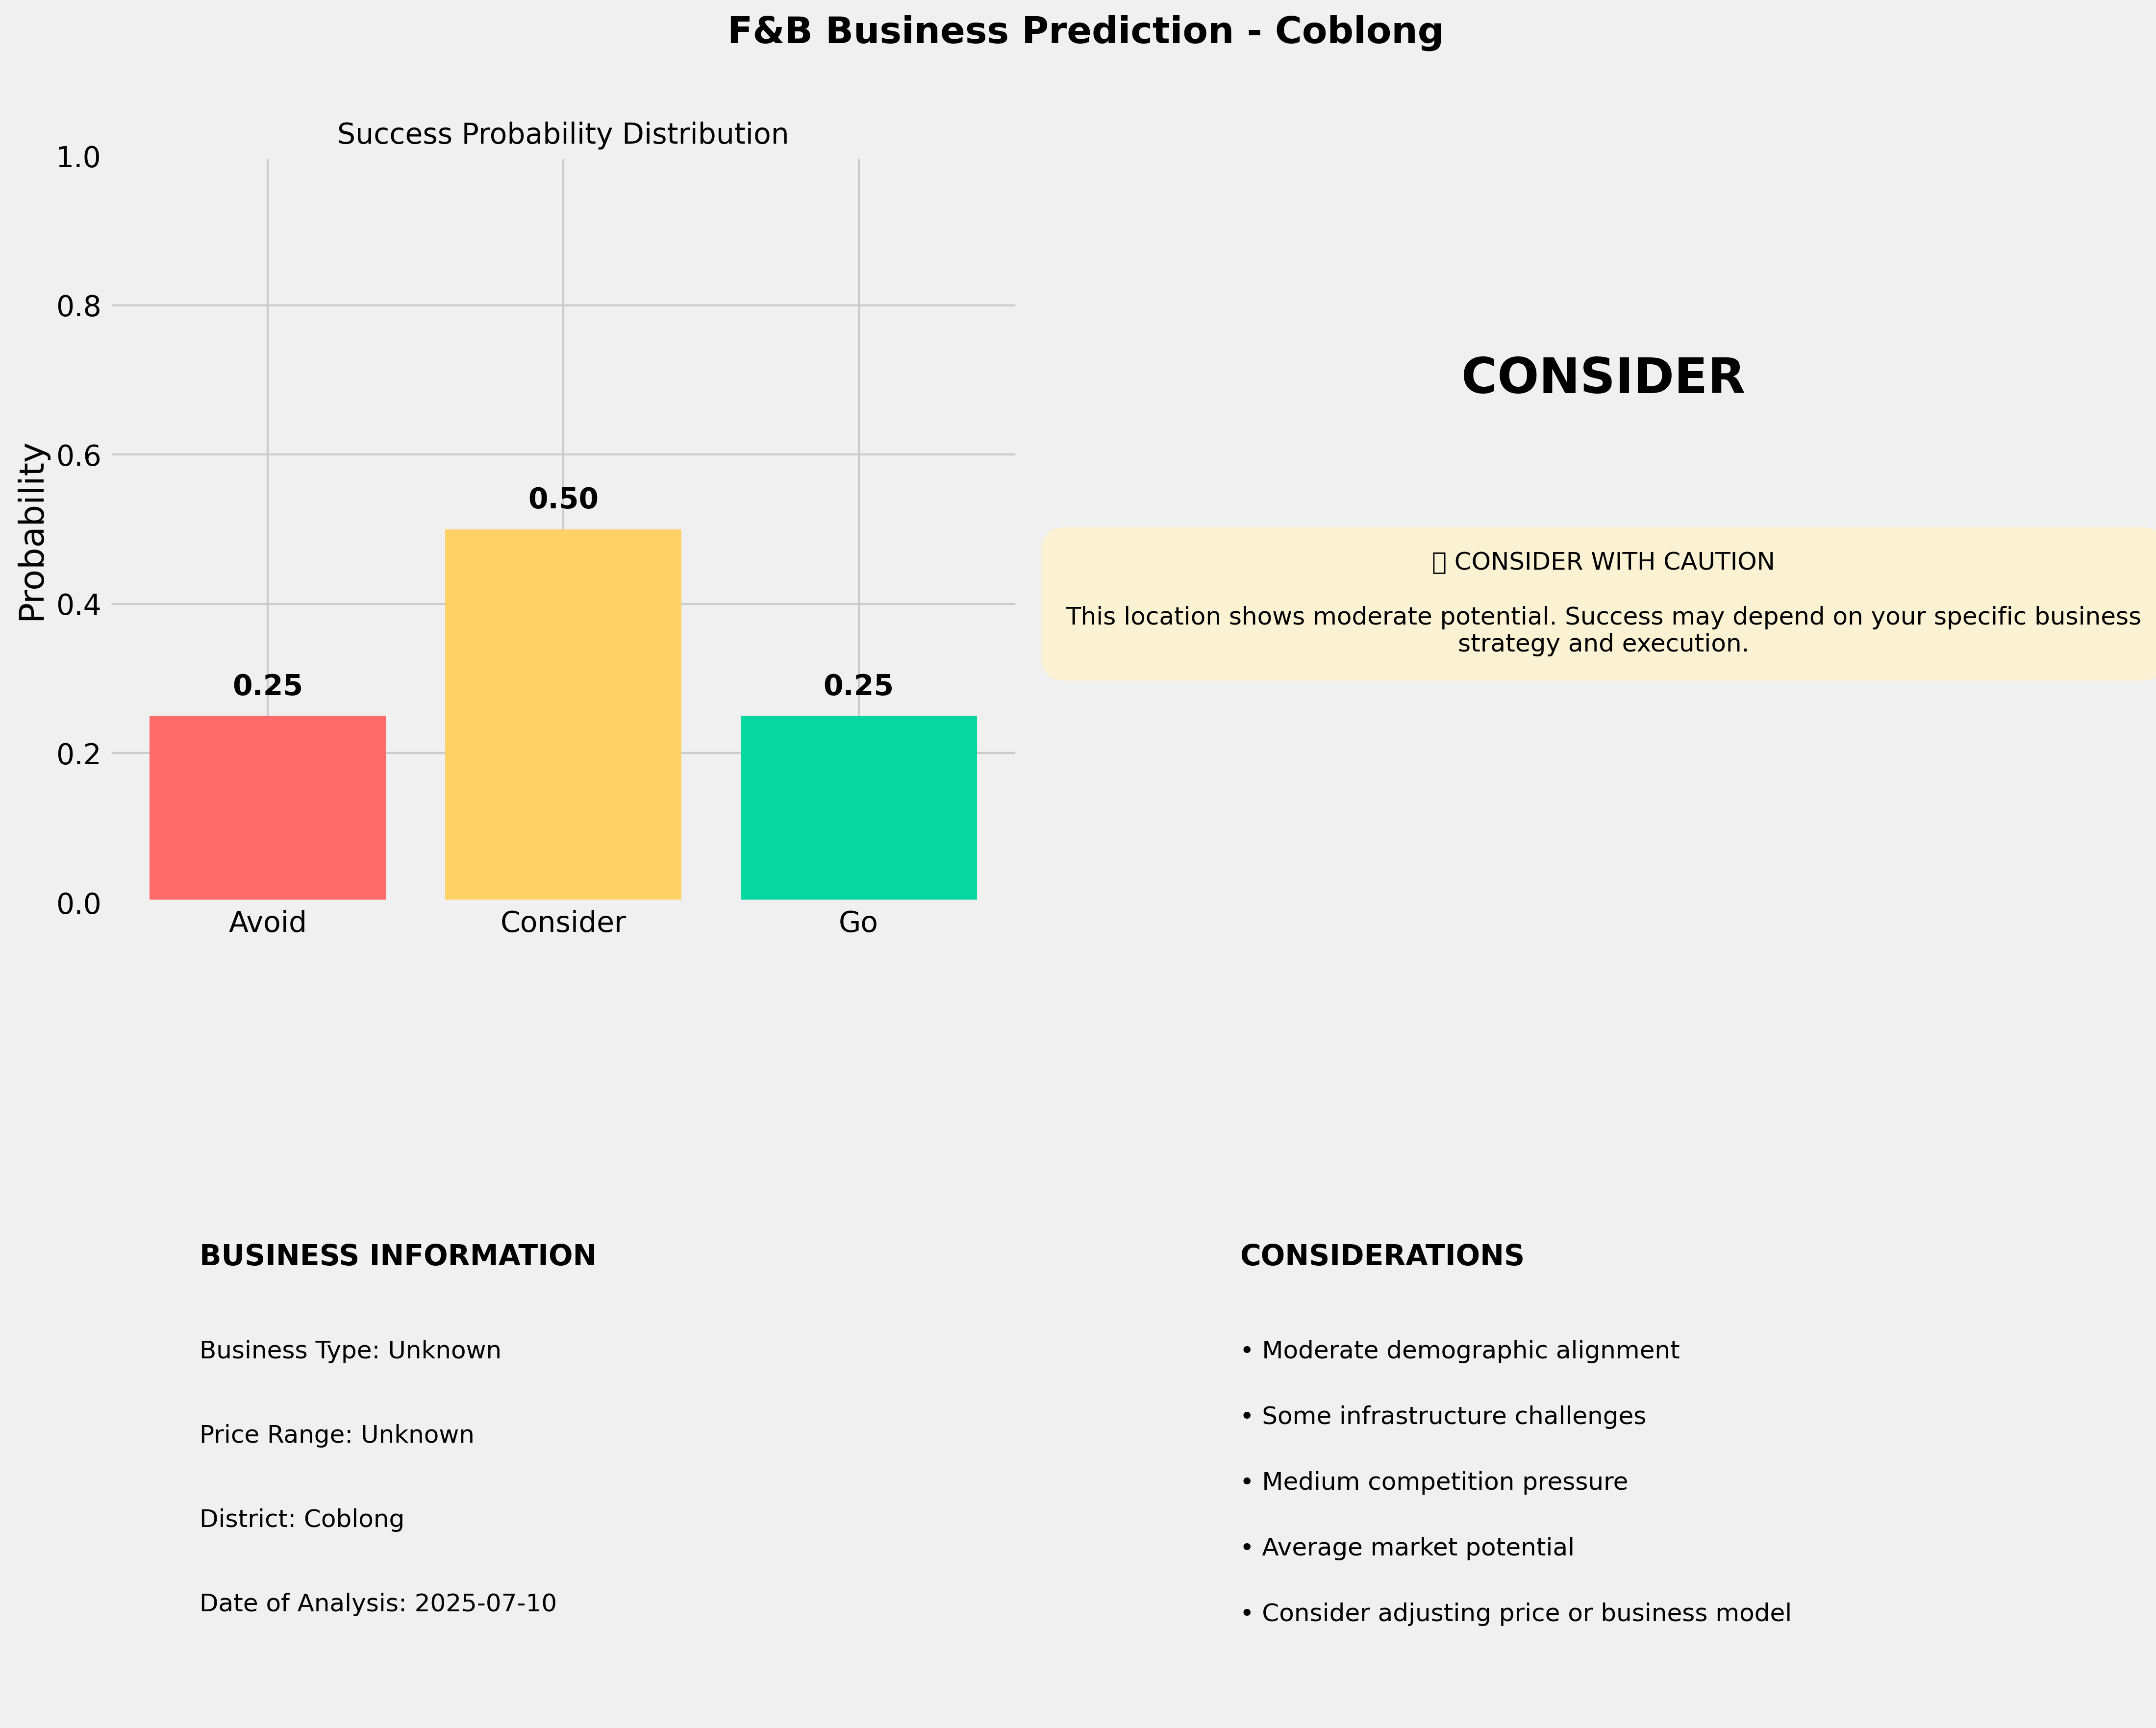 F&B Business Prediction - Coblong
Success Probability Distribution
Probability
1.0
0.8
0.6
0.4
0.2
0.0
0.25
0.50
0.25
Avoid
Consider
Go
CONSIDER
CONSIDER WITH CAUTION
This location shows moderate potential. Success may depend on your specific business
strategy and execution.
BUSINESS INFORMATION
Business Type: Unknown
Price Range: Unknown
District: Coblong
Date of Analysis: 2025-07-10
CONSIDERATIONS
• Moderate demographic alignment
• Some infrastructure challenges
• Medium competition pressure
• Average market potential
• Consider adjusting price or business model